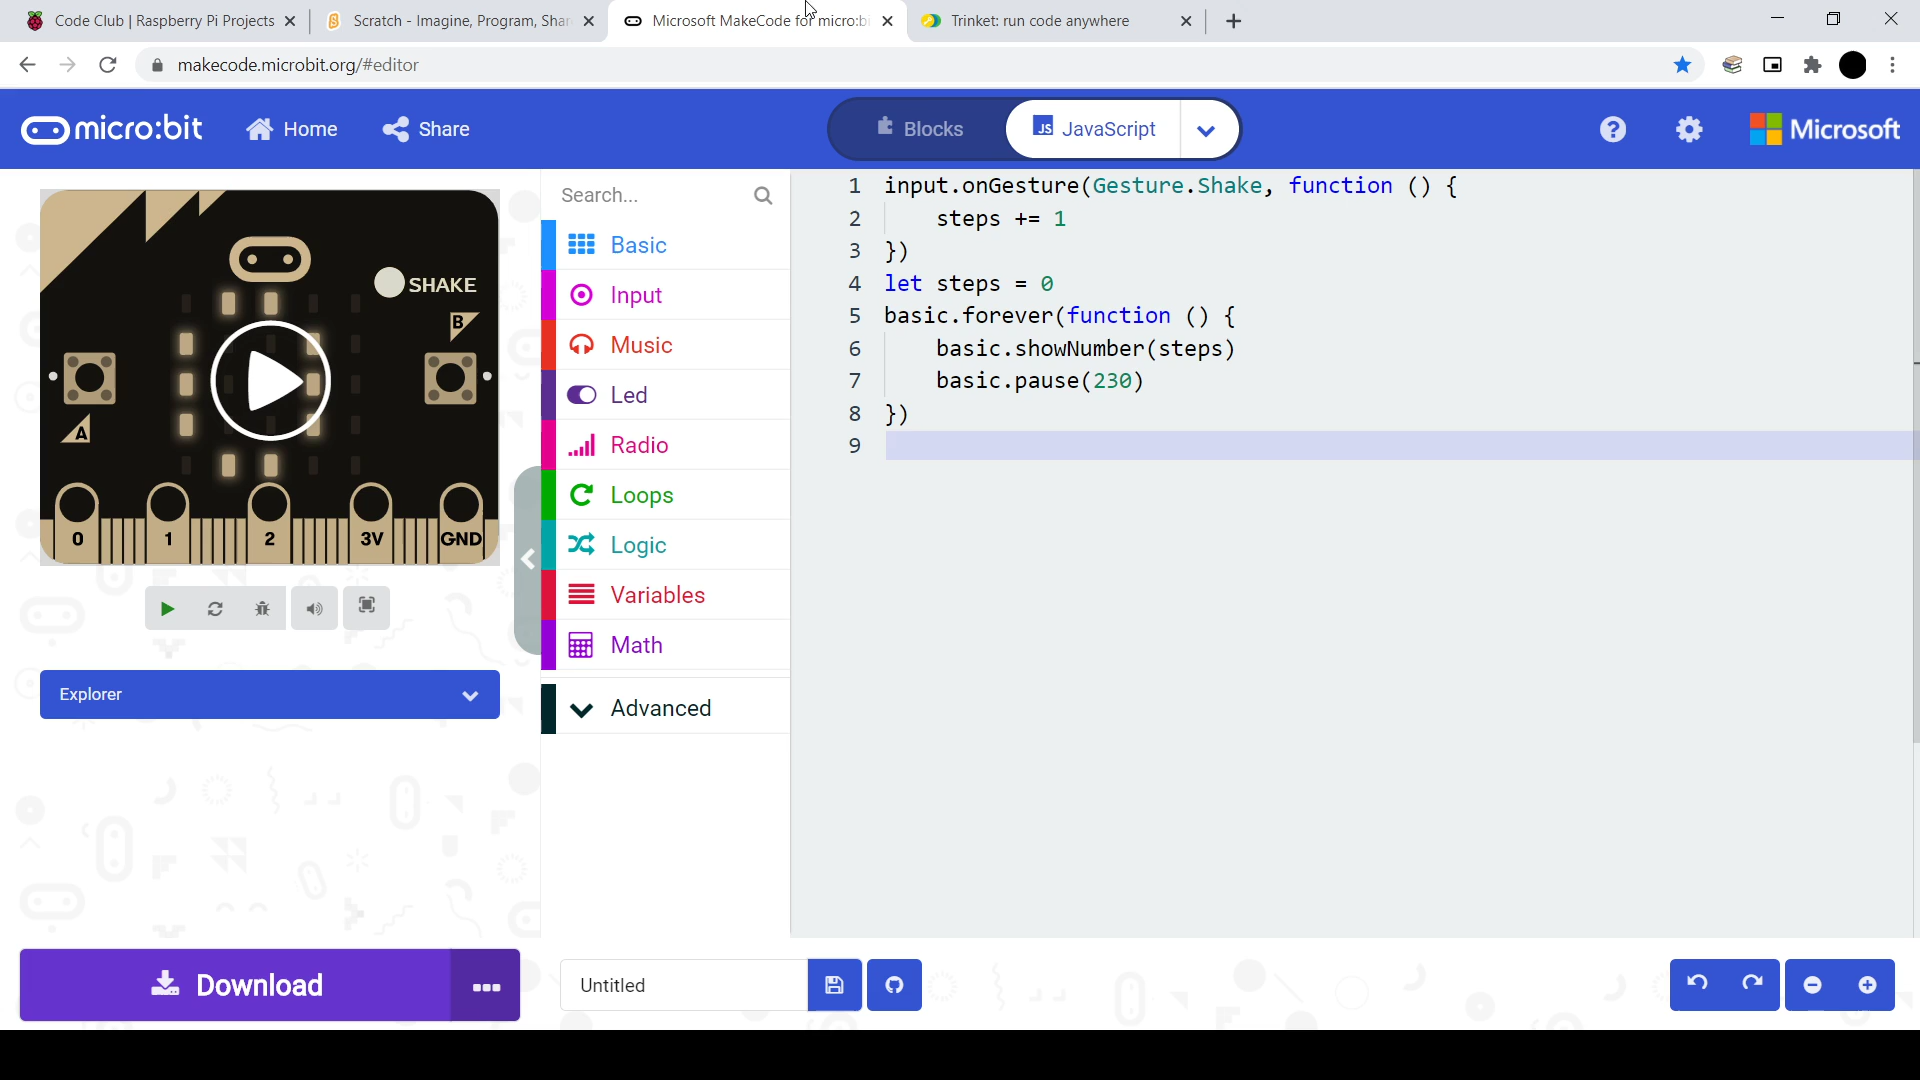 Code Club | Raspberry Pi Projects
Scratch - Imagine, Program, Shar
Microsoft MakeCode for micro:bi
Trinket: run code anywhere
makecode.microbit.org/#editor
micro:bit
Home
Share
Blocks
JS JavaScript
Microsoft
SHAKE
B
A
0 1 2 3V GND
Explorer
Download
Search...
Basic
Input
Music
Led
Radio
Loops
Logic
Variables
Math
Advanced
1 input.onGesture(Gesture.Shake, function () {
2 steps += 1
3 })
4 let steps = 0
5 basic.forever(function () {
6 basic.showNumber(steps)
7 basic.pause(230)
8 })
9
Untitled